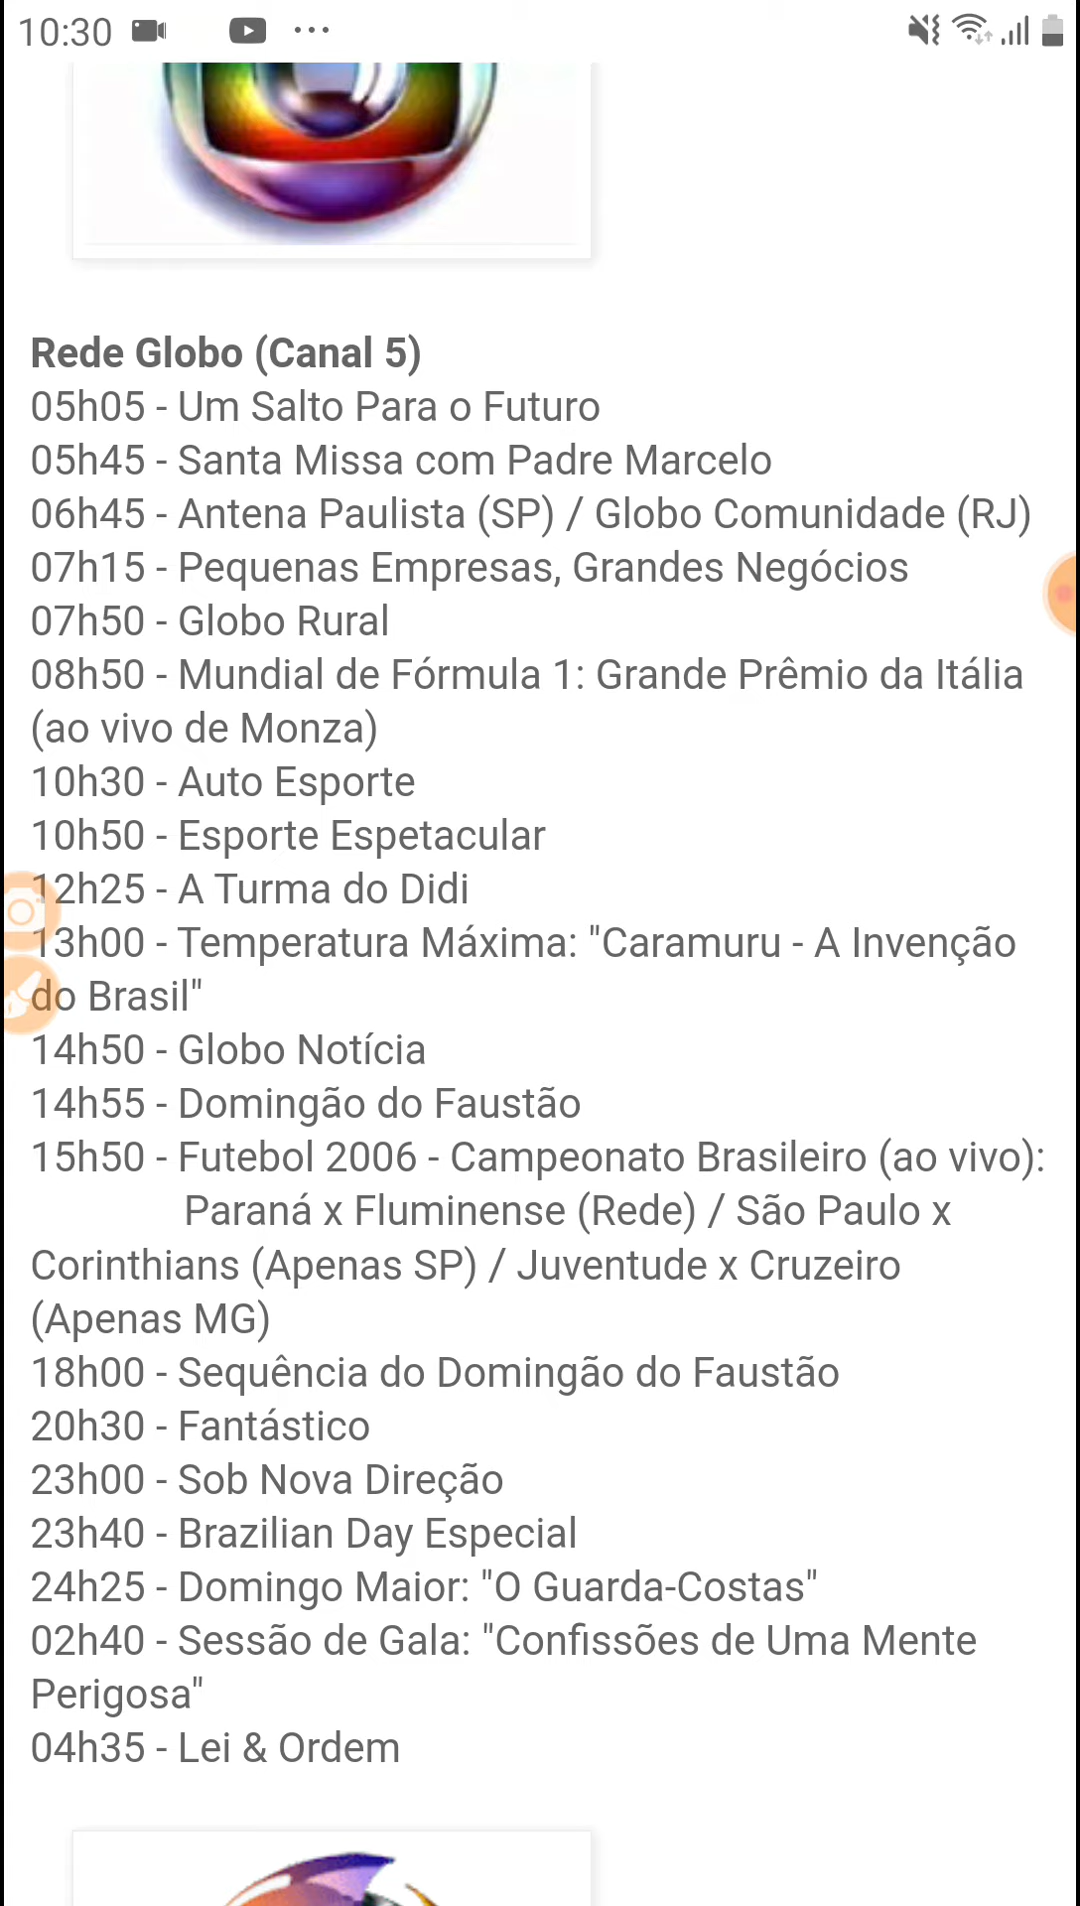 10:30
Rede Globo (Canal 5)
05h05 - Um Salto Para o Futuro
05h45 - Santa Missa com Padre Marcelo
06h45 - Antena Paulista (SP) / Globo Comunidade (RJ)
07h15 - Pequenas Empresas, Grandes Negócios
07h50 - Globo Rural
08h50 - Mundial de Fórmula 1: Grande Prêmio da Itália
(ao vivo de Monza)
10h30 - Auto Esporte
10h50 - Esporte Espetacular
12h25 - A Turma do Didi
13h00 - Temperatura Máxima: "Caramuru - A Invenção
do Brasil"
14h50 - Globo Notícia
14h55 - Domingão do Faustão
15h50 - Futebol 2006 - Campeonato Brasileiro (ao vivo):
Paraná x Fluminense (Rede) / São Paulo x
Corinthians (Apenas SP) / Juventude x Cruzeiro
(Apenas MG)
18h00 - Sequência do Domingão do Faustão
20h30 - Fantástico
23h00 - Sob Nova Direção
23h40 - Brazilian Day Especial
24h25 - Domingo Maior: "O Guarda-Costas"
02h40 - Sessão de Gala: "Confissões de Uma Mente
Perigosa"
04h35 - Lei & Ordem